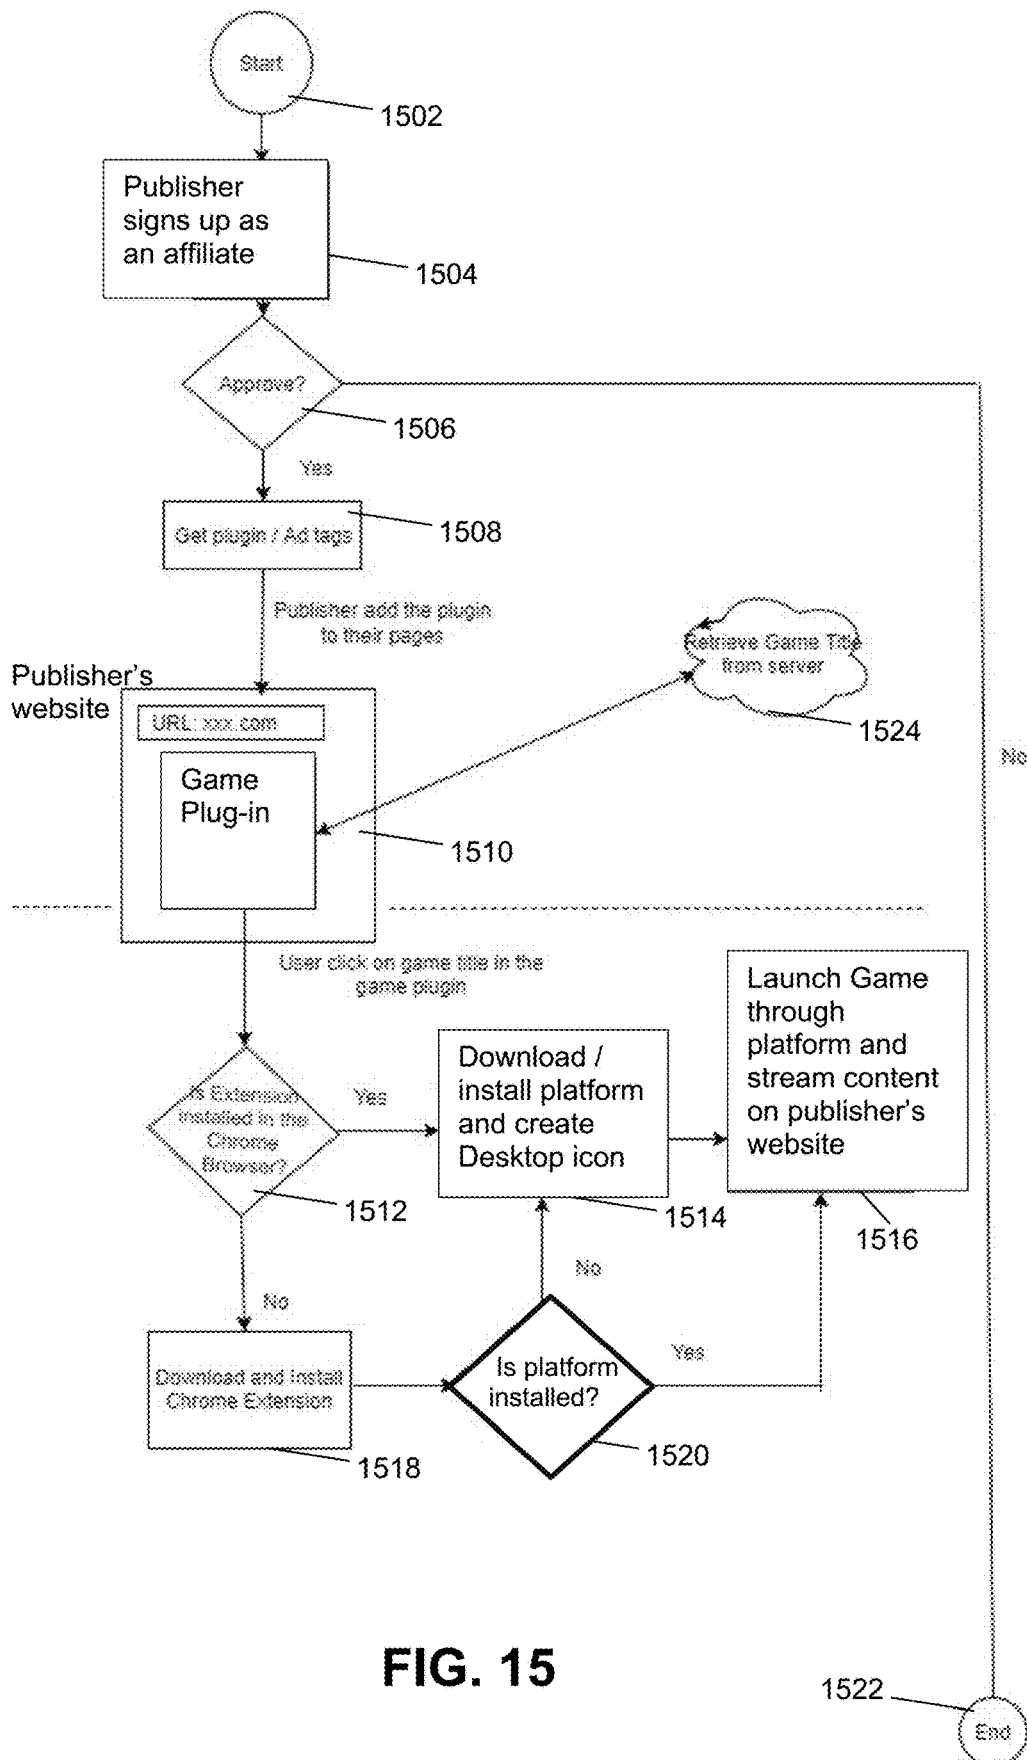 Start
1502
Publisher
signs up as
an affiliate
1504
Approve?
1506
Yes
Get plugin / Ad tags
1508
Publisher add the plugin
to their pages
Retrieve Game Title
from server
1524
Publisher's
website
URL: xxx.com
Game
Plug-in
1510
No
User click on game title in the
game plugin
Is Extension
installed in the
Chrome
Browser?
1512
Yes
Download /
install platform
and create
Desktop icon
1514
Launch Game
through
platform and
stream content
on publisher's
website
1516
No
No
Download and Install
Chrome Extension
1518
Is platform
installed?
1520
Yes
FIG. 15
1522
End